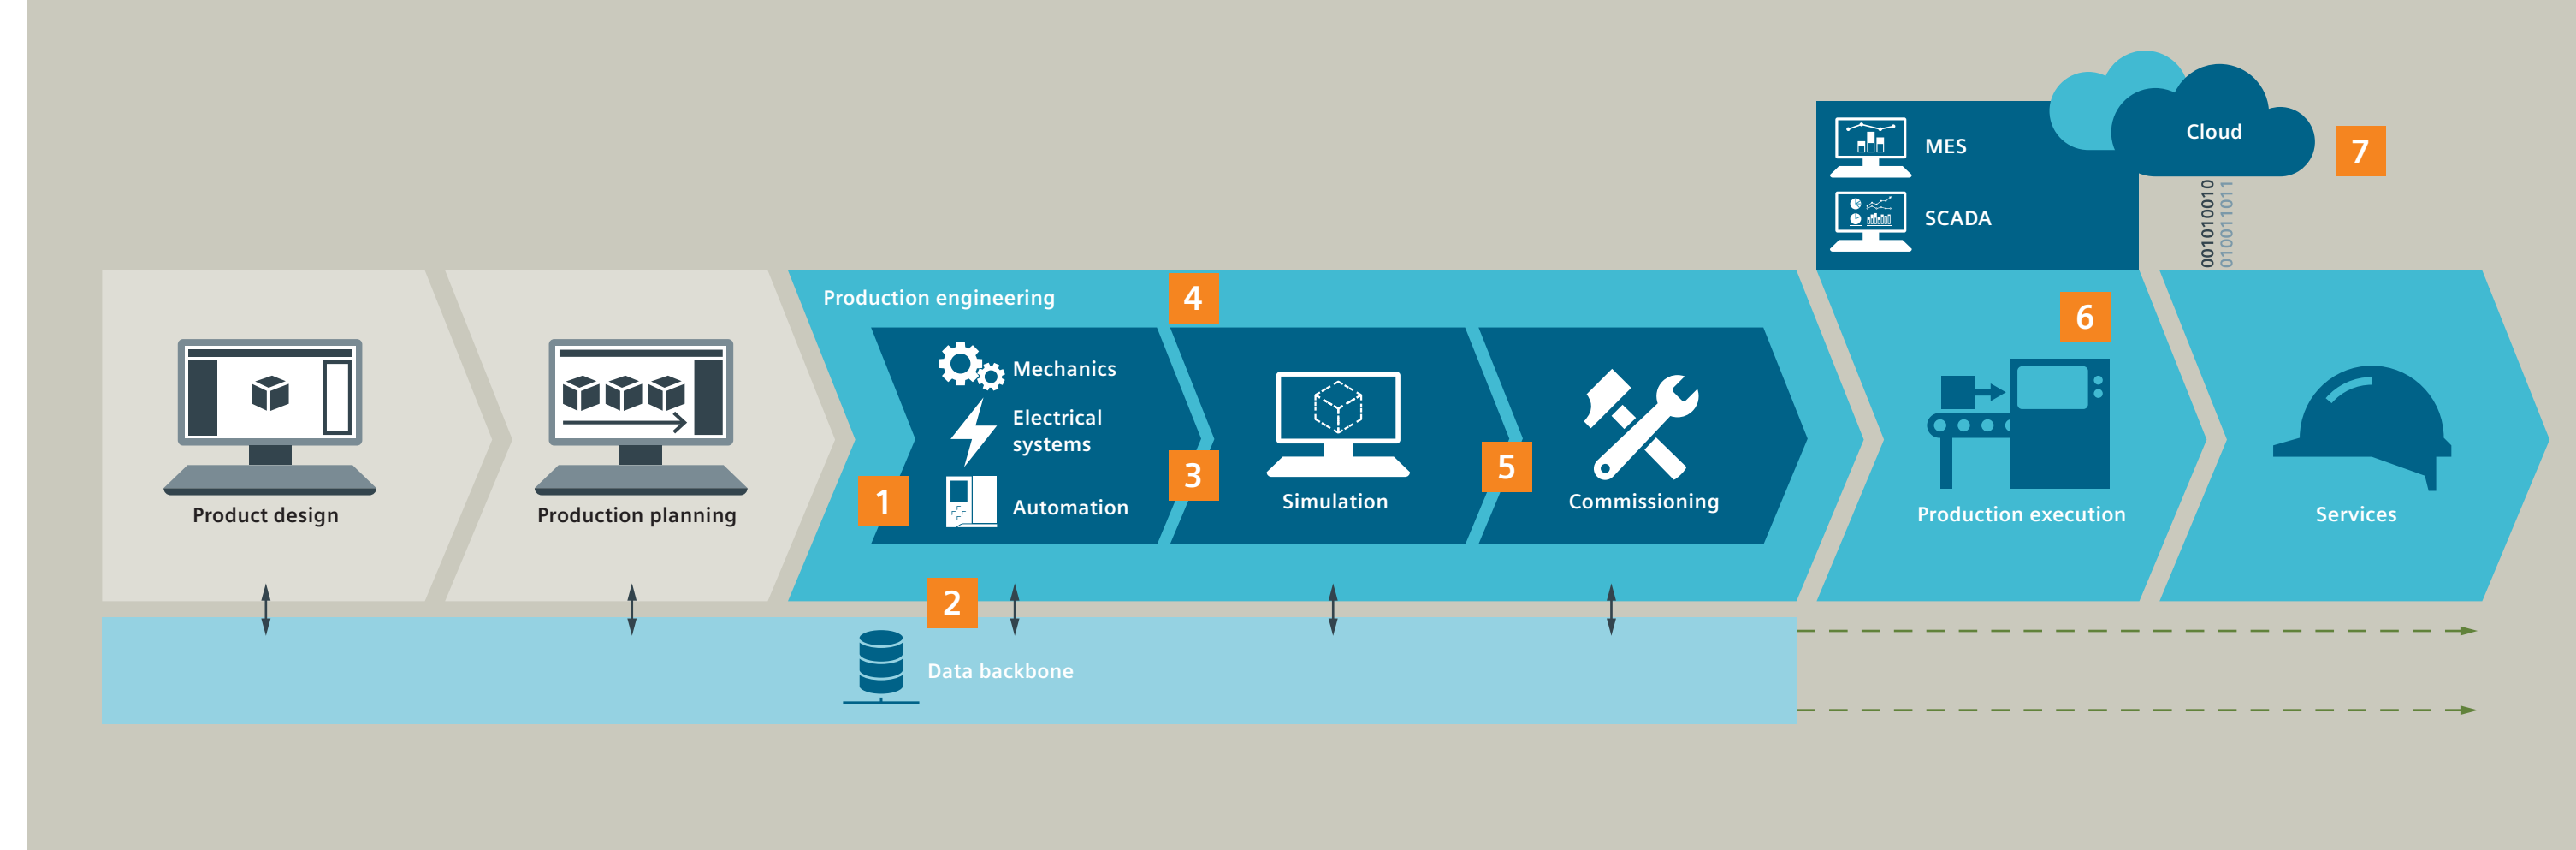 Cloud
7
MES
SCADA
001010010
010011011
Production engineering
4
6
Mechanics
Electrical
systems
Automation
1
3
5
Simulation
Commissioning
Product design
Production planning
Production execution
Services
2
Data backbone